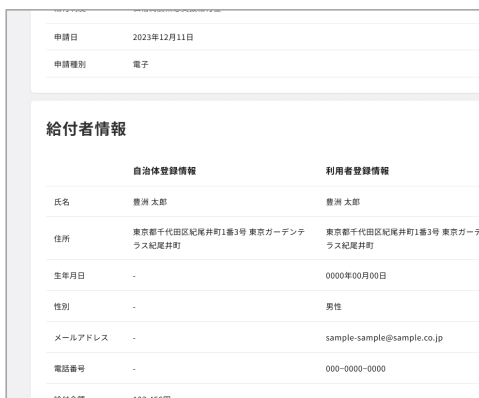 申請日 2023年12月11日
申請種別 電子
給付者情報
自治体登録情報 利用者登録情報
氏名 豊洲 太郎 豊洲 太郎
住所 東京都千代田区紀尾井町1番3号 東京ガーデンテ 東京都千代田区紀尾井町1番3号 東京ガーデ
ラス紀尾井町 ラス紀尾井町
生年月日 - 0000年00月00日
性別 - 男性
メールアドレス - sample-sample@sample.co.jp
電話番号 - 000-0000-0000